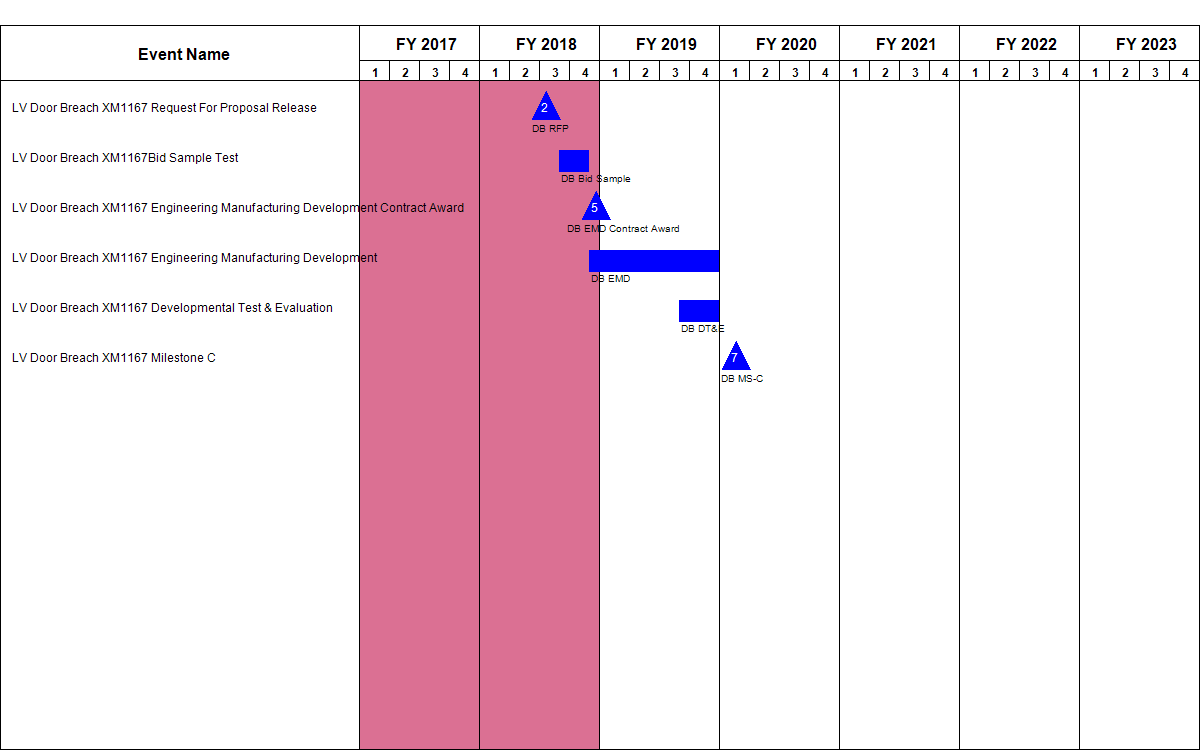 Event Name
FY 2017 FY 2018 FY 2019 FY 2020 FY 2021 FY 2022 FY 2023
1 2 3 4 1 2 3 4 1 2 3 4 1 2 3 4 1 2 3 4 1 2 3 4 1 2 3 4
LV Door Breach XM1167 Request For Proposal Release
2
DB RFP
LV Door Breach XM1167Bid Sample Test
DB Bid Sample
LV Door Breach XM1167 Engineering Manufacturing Development Contract Award
5
DB EMD Contract Award
LV Door Breach XM1167 Engineering Manufacturing Development
DB EMD
LV Door Breach XM1167 Developmental Test & Evaluation
DB DT&E
LV Door Breach XM1167 Milestone C
7
DB MS-C